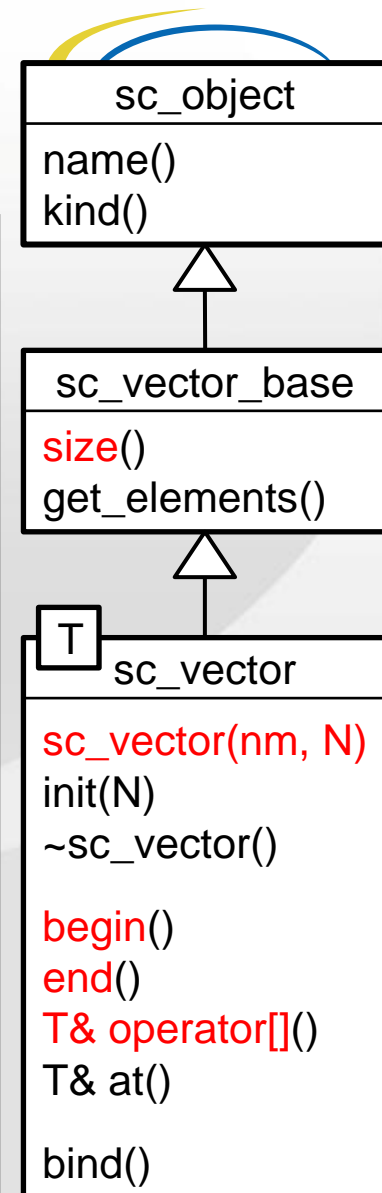 sc_object
name()
kind()
sc_vector_base
size()
get_elements()
T
sc_vector
sc_vector(nm, N)
init(N)
~sc_vector()
begin()
end()
T& operator[]()
T& at()
bind()